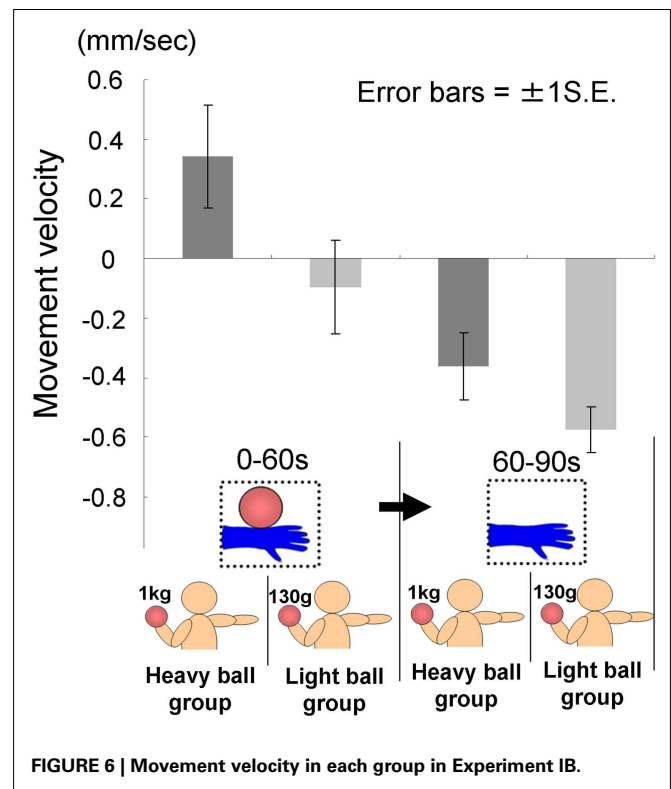 (mm/sec)
Error bars = ±1S.E.
Movement velocity
0.6
0.4
0.2
0
-0.2
-0.4
-0.6
-0.8
0-60s
60-90s
1kg
130g
1kg
130g
Heavy ball
group
Light ball
group
Heavy ball
group
Light ball
group
FIGURE 6 | Movement velocity in each group in Experiment IB.